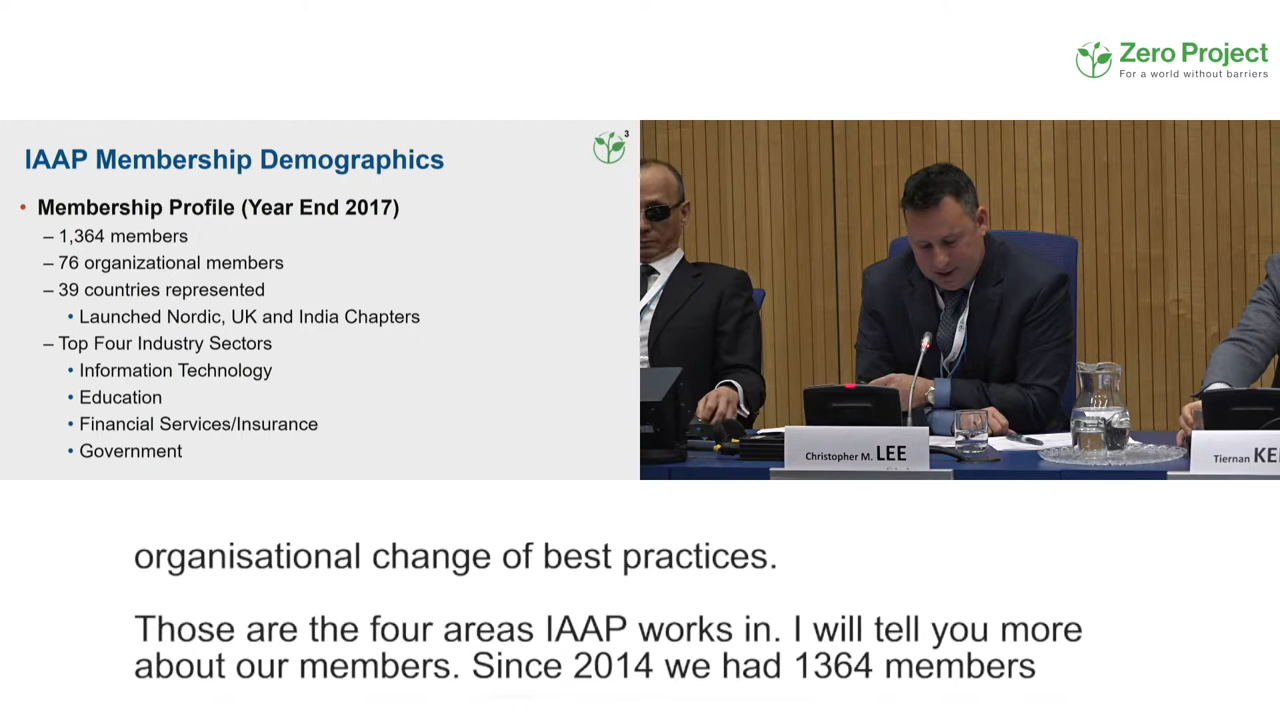 Zero Project
For a world without barriers
3
IAAP Membership Demographics
• Membership Profile (Year End 2017)
– 1,364 members
– 76 organizational members
– 39 countries represented
• Launched Nordic, UK and India Chapters
– Top Four Industry Sectors
• Information Technology
• Education
• Financial Services/Insurance
• Government
Christopher M. LEE
Tiernan KE
organisational change of best practices.
Those are the four areas IAAP works in. I will tell you more
about our members. Since 2014 we had 1364 members